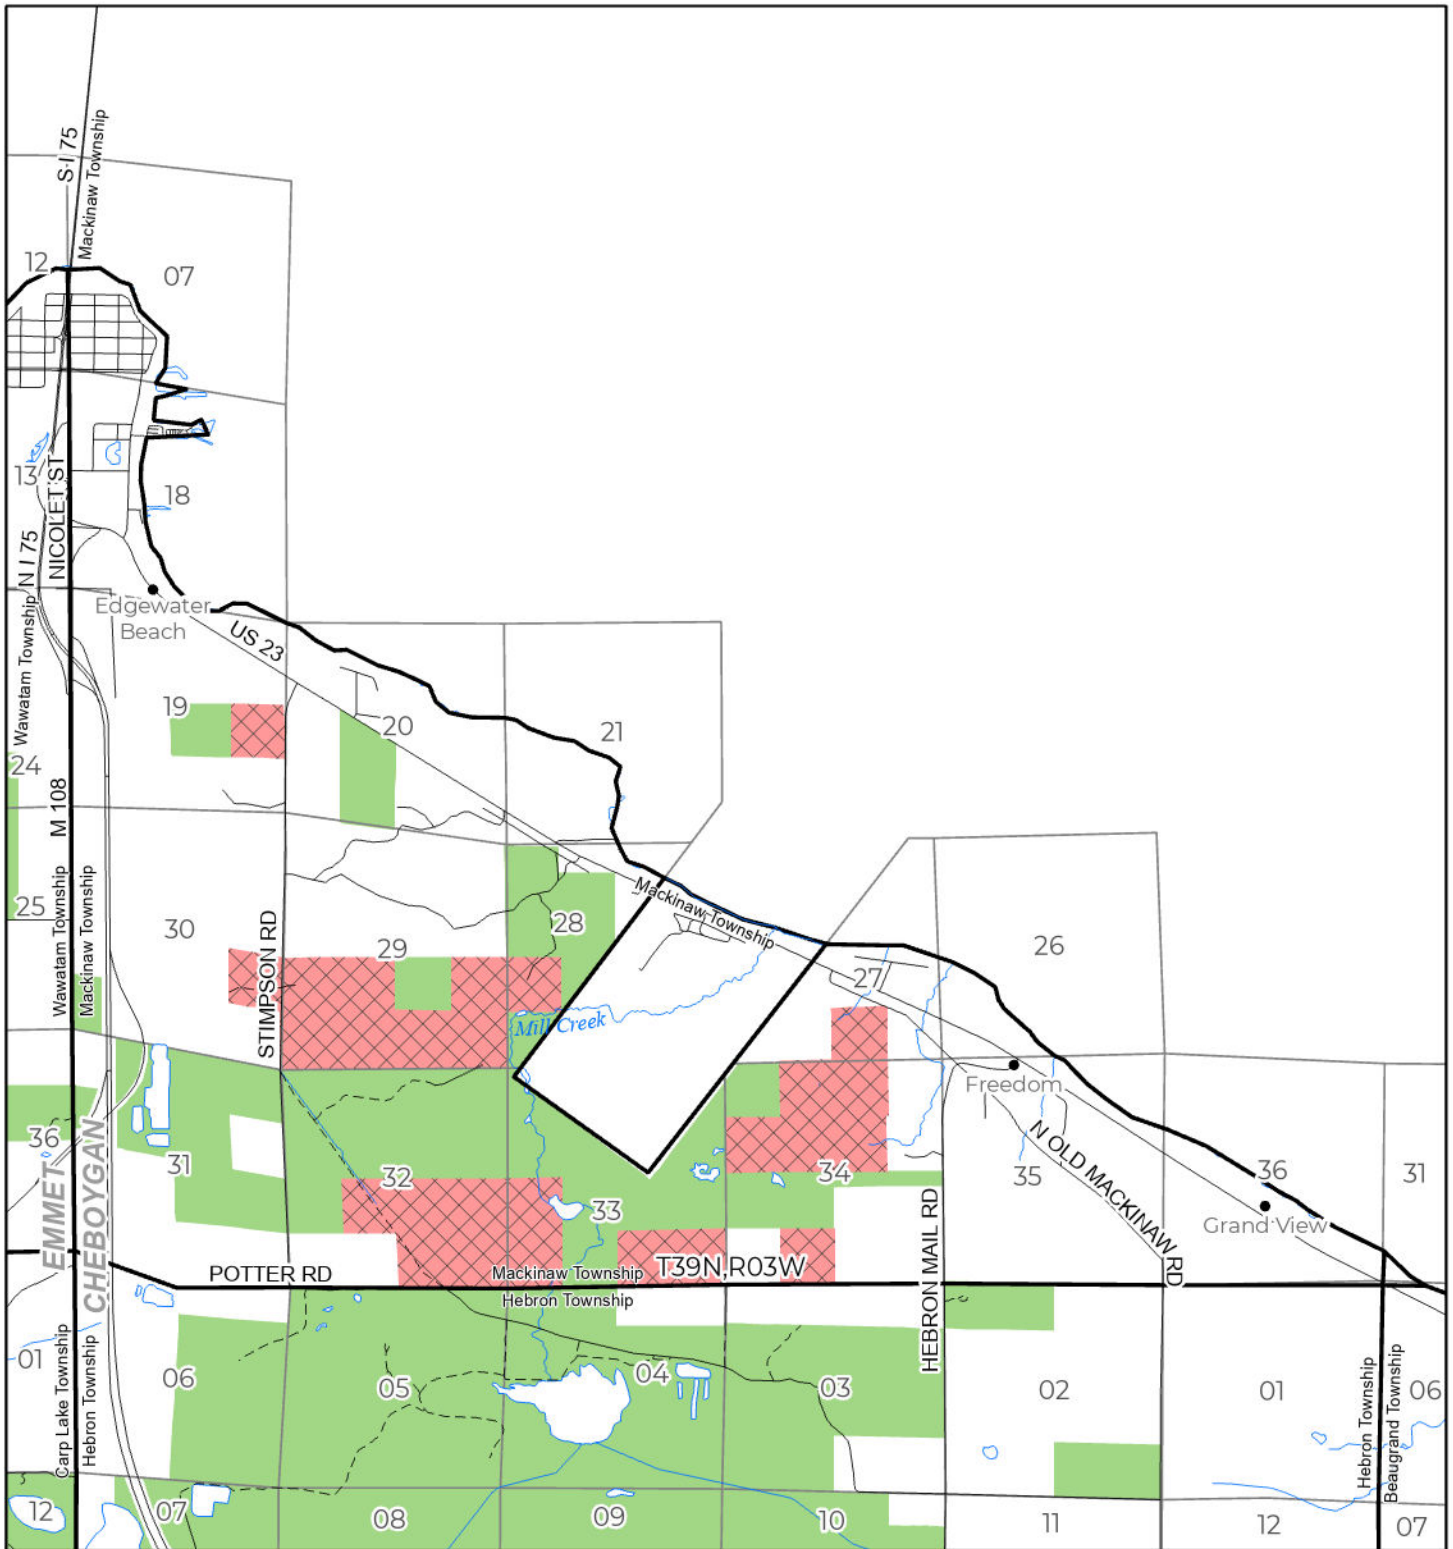 S I 75
Mackinaw Township
12
07
13
NICOLET ST
18
N I 75
Edgewater
Beach
US 23
Wawatam Township
19
20
21
24
M 108
Wawatam Township
Mackinaw Township
25
30
STIMPSON RD
29
28
Mackinaw Township
27
26
Mill Creek
Freedom
36
EMMET
CHEBOYGAN
31
32
33
34
35
N OLD MACKINAW RD
36
31
Grand View
HEBRON MAIL RD
POTTER RD
Mackinaw Township
T39N,R03W
Hebron Township
Carp Lake Township
Hebron Township
01
06
05
04
03
02
01
06
Hebron Township
Beaugrand Township
12
07
08
09
10
11
12
07